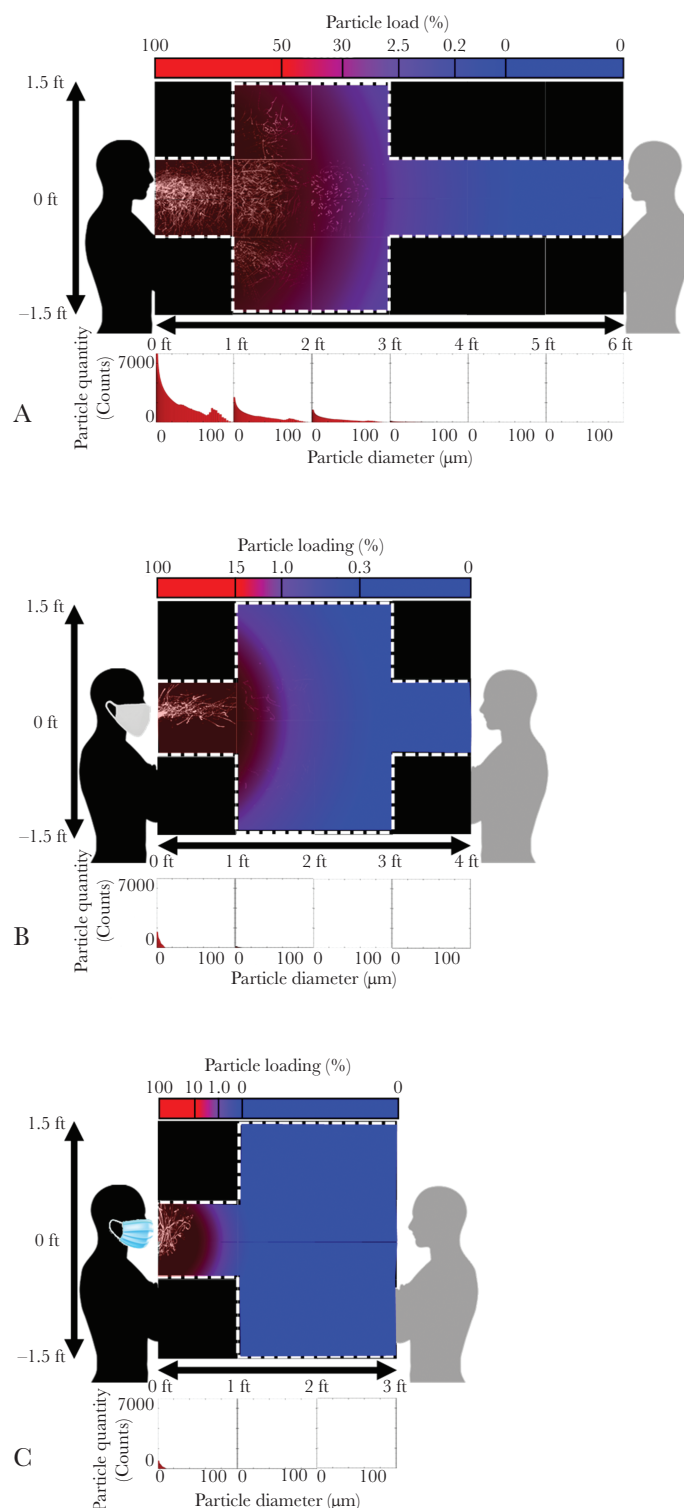 Particle load (%)
100 50 30 2.5 0.2 0 0
1.5 ft
0 ft
–1.5 ft
0 ft 1 ft 2 ft 3 ft 4 ft 5 ft 6 ft
Particle quantity
(Counts)
7000
0
0 100 0 100 0 100 0 100 0 100 0 100
Particle diameter (μm)
A
Particle loading (%)
100 15 1.0 0.3 0
1.5 ft
0 ft
–1.5 ft
0 ft 1 ft 2 ft 3 ft 4 ft
Particle quantity
(Counts)
7000
0
0 100 0 100 0 100 0 100
Particle diameter (μm)
B
Particle loading (%)
100 10 1.0 0 0
1.5 ft
0 ft
–1.5 ft
0 ft 1 ft 2 ft 3 ft
Particle quantity
(Counts)
7000
0
0 100 0 100 0 100
Particle diameter (μm)
C